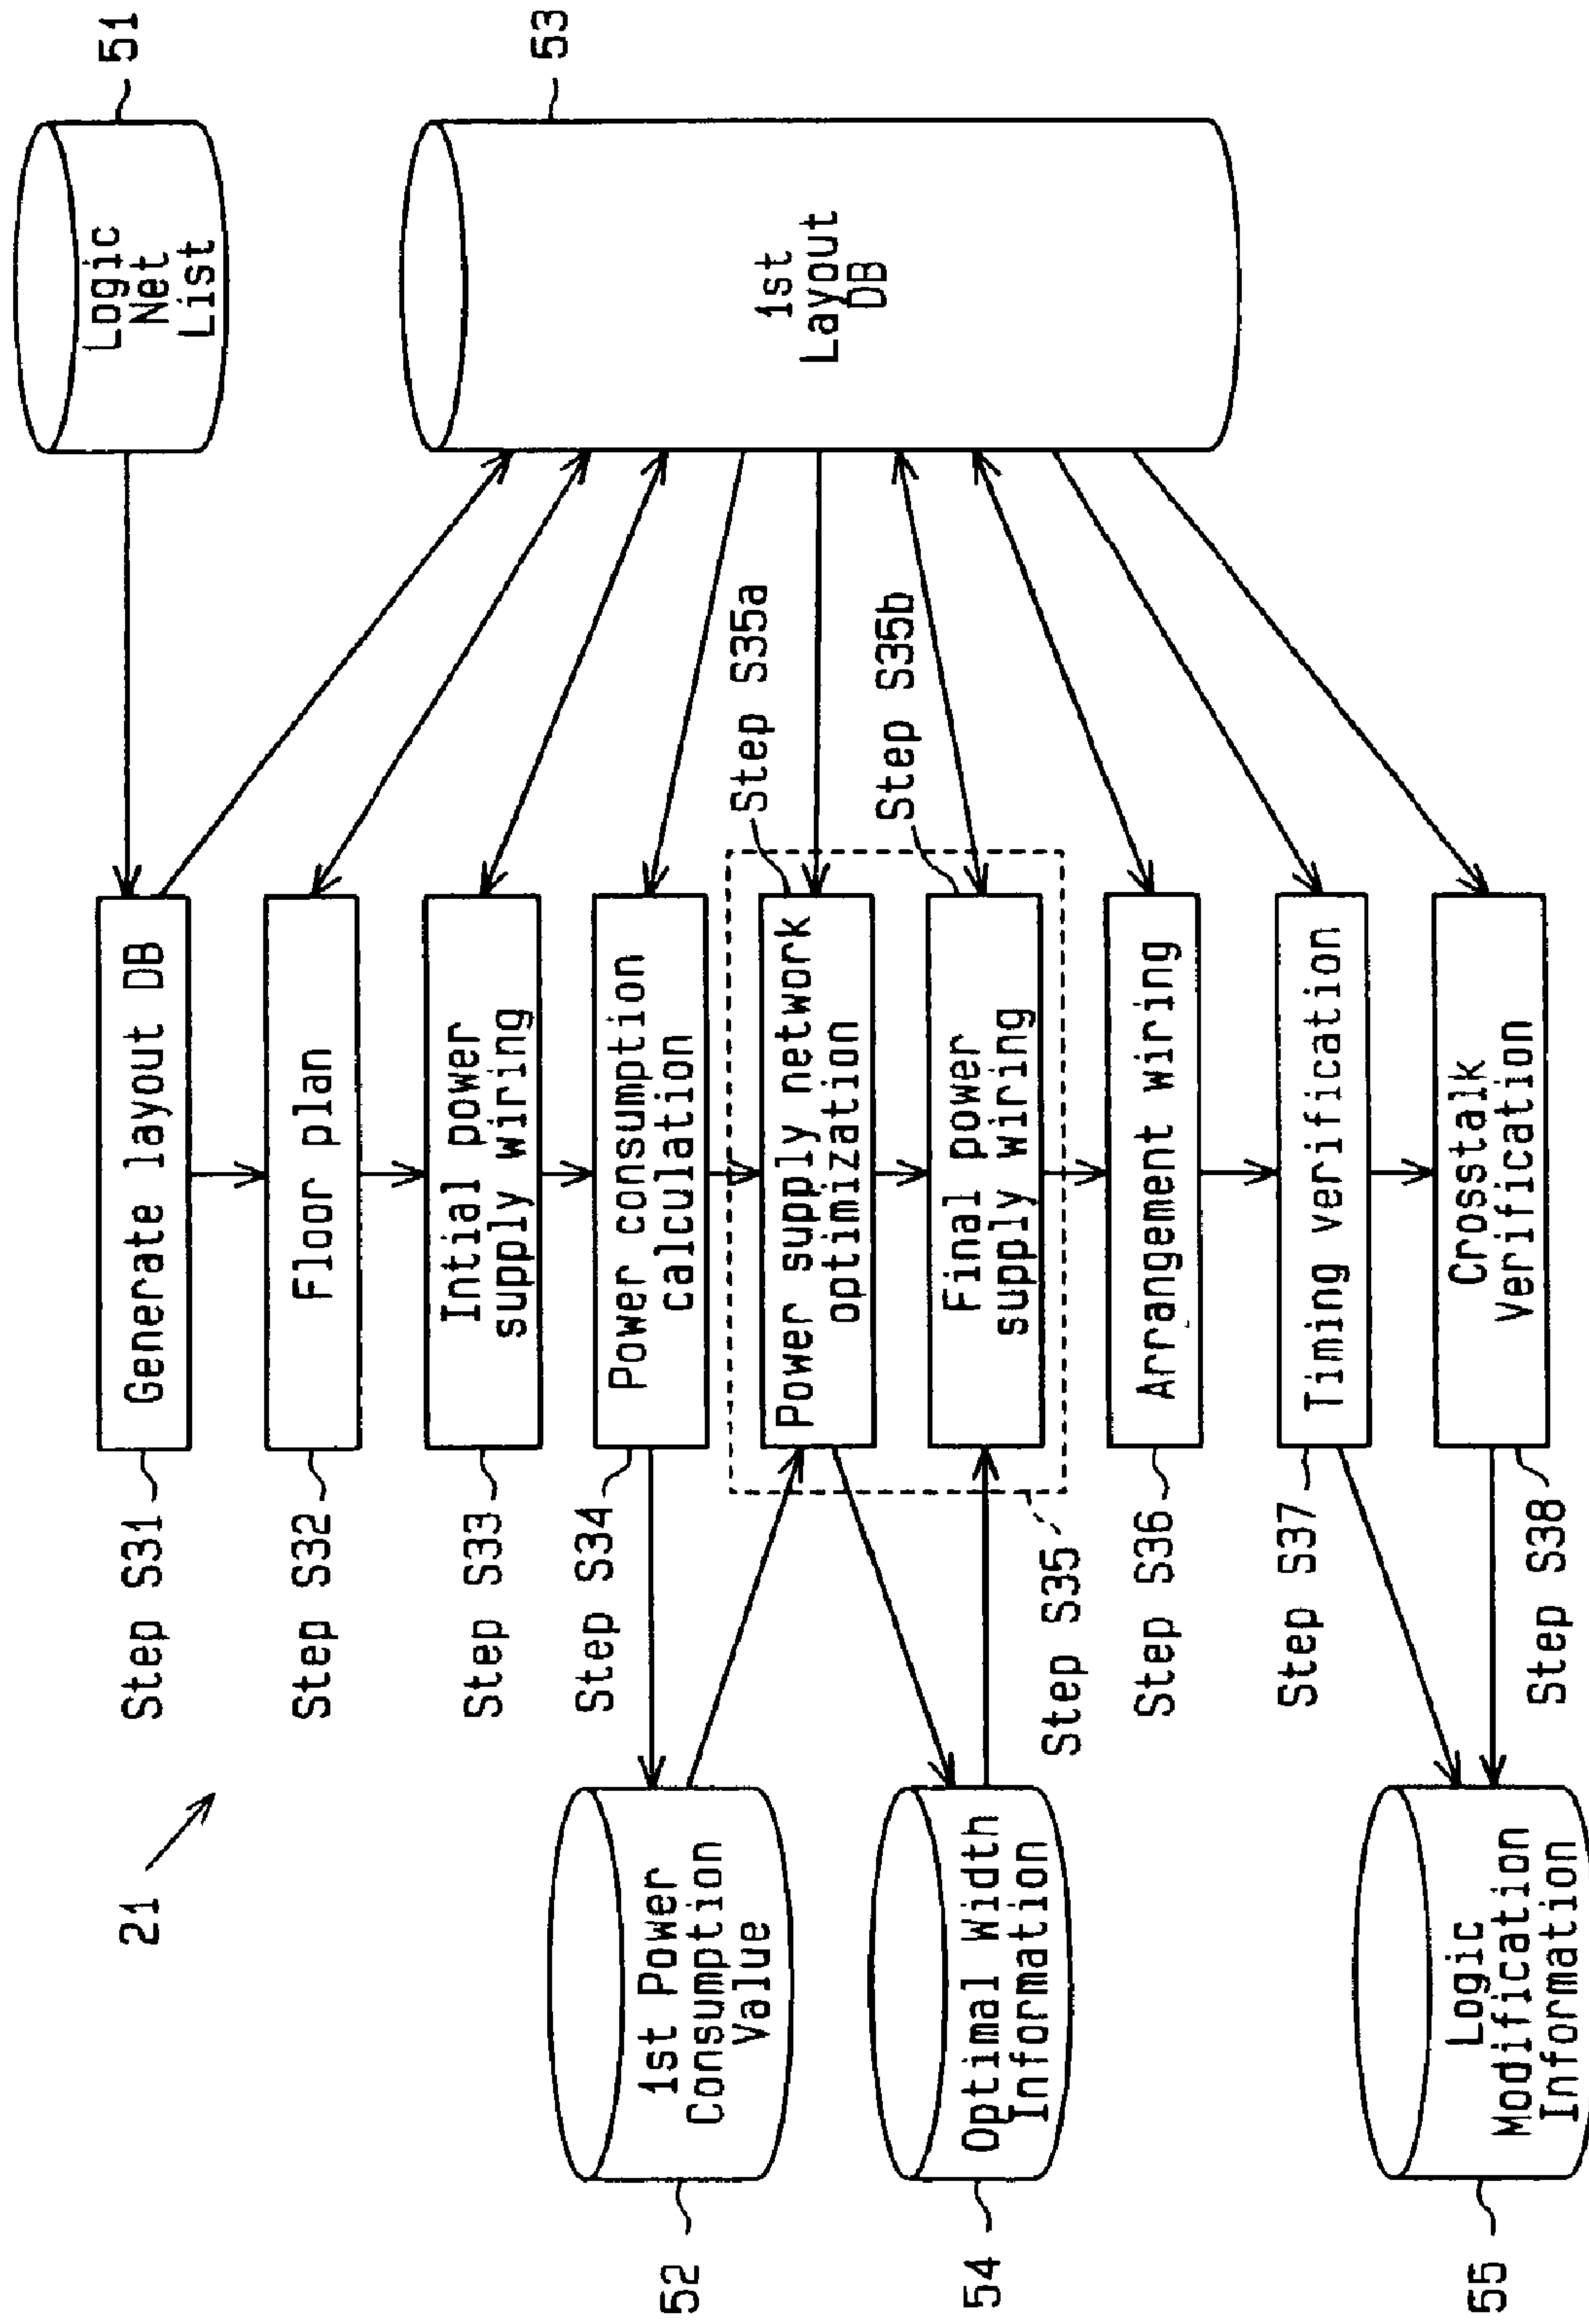 21
Step S31
Generate layout DB
Logic
Net
List
51
Step S32
Floor plan
Step S33
Intial power
supply wiring
Step S34
Power consumption
calculation
Step S35a
Power supply network
optimization
Step S35b
Final power
supply wiring
Step S35
Step S36
Arrangement wiring
Step S37
Timing verification
Step S38
Crosstalk
Verification
1st
Layout
DB
53
52
1st Power
Consumption
Value
54
Optimal Width
Information
55
Logic
Modification
Information